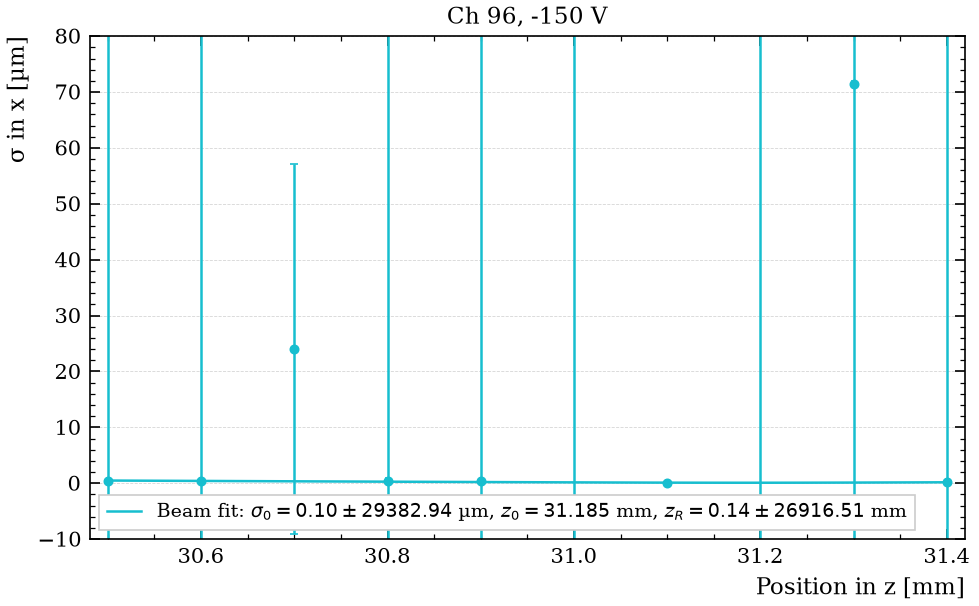 Ch 96, -150 V
σ in x [µm]
80
70
60
50
40
30
20
10
0
−10
Beam fit: σ₀ = 0.10 ± 29382.94 µm, z₀ = 31.185 mm, z_R = 0.14 ± 26916.51 mm
30.6 30.8 31.0 31.2 31.4
Position in z [mm]